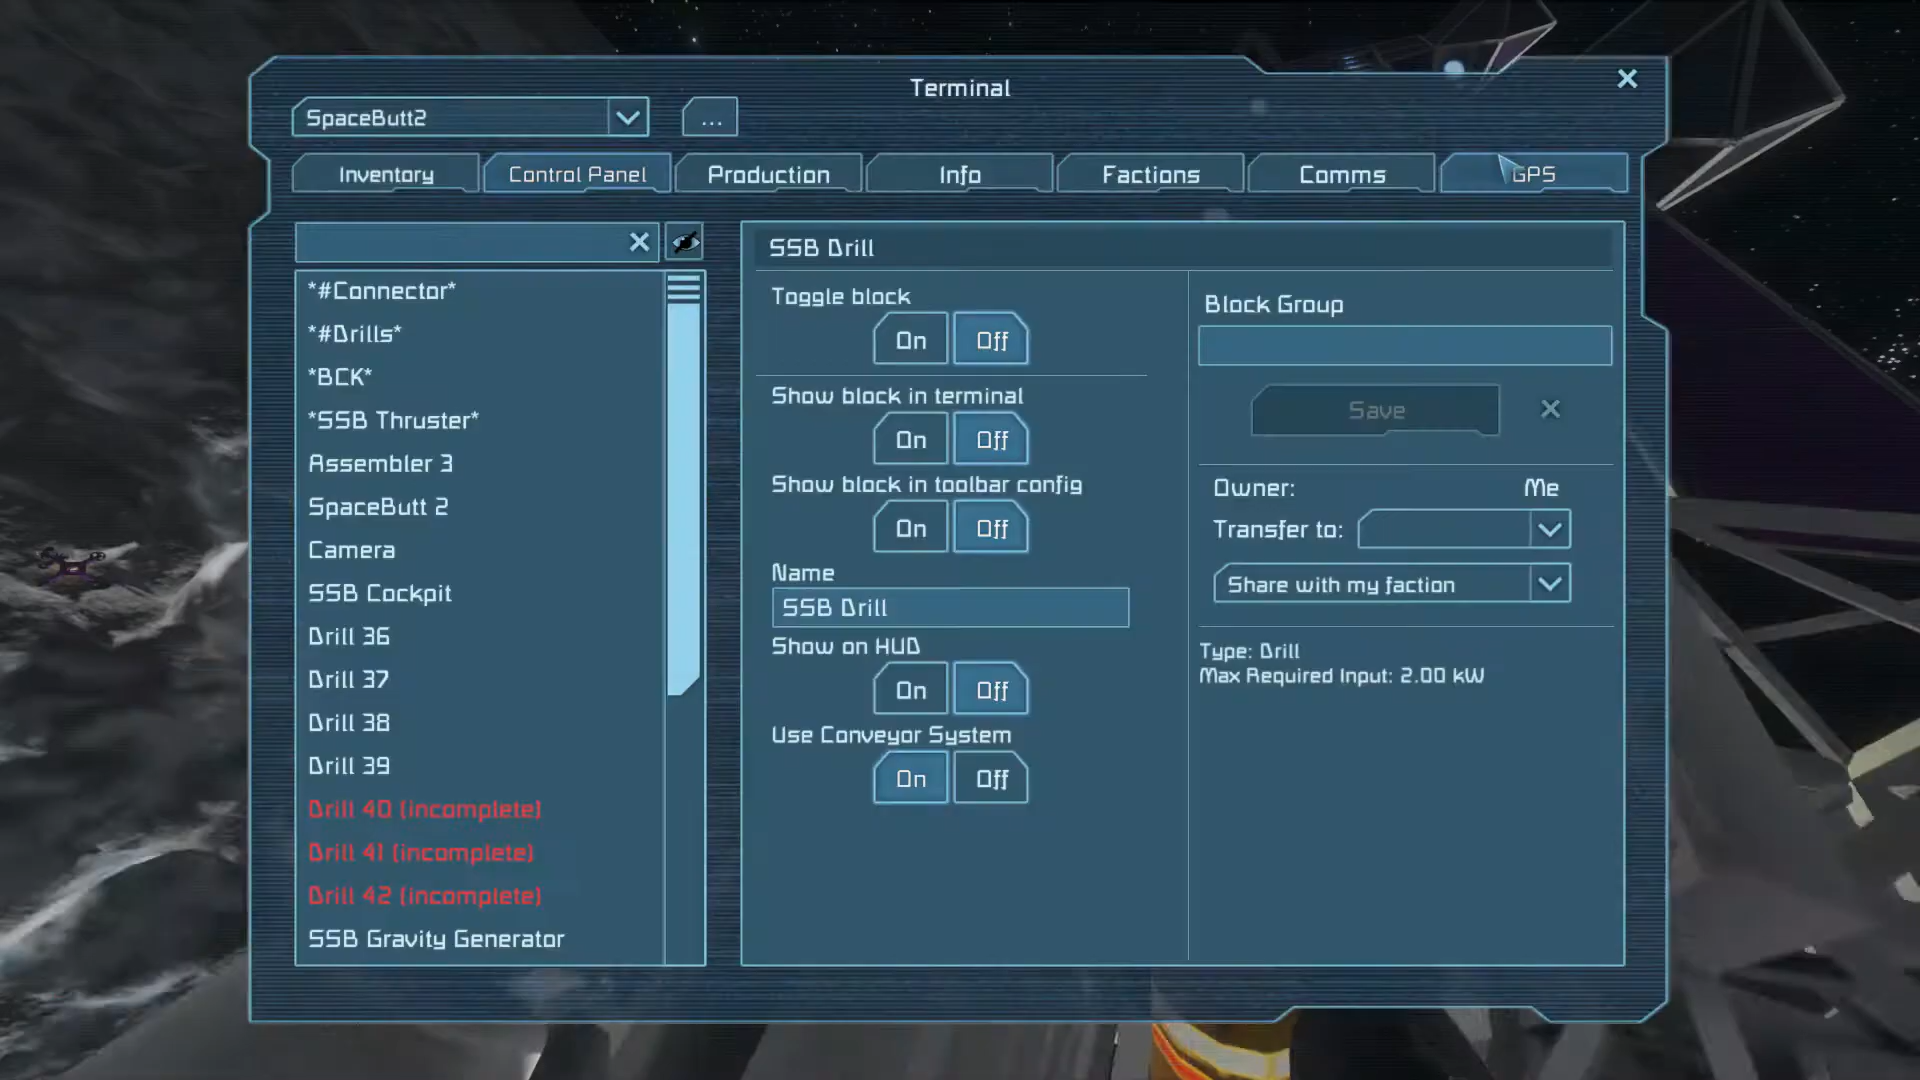 Terminal
SpaceButt2
...
Inventory
Control Panel
Production
Info
Factions
Comms
GPS
*#Connector*
*#Drills*
*BCK*
*SSB Thruster*
Assembler 3
SpaceButt 2
Camera
SSB Cockpit
Drill 36
Drill 37
Drill 38
Drill 39
Drill 40 (incomplete)
Drill 41 (incomplete)
Drill 42 (incomplete)
SSB Gravity Generator
SSB Drill
Toggle block
On Off
Show block in terminal
On Off
Show block in toolbar config
On Off
Name
SSB Drill
Show on HUD
On Off
Use Conveyor System
On Off
Block Group
Save
Owner: Me
Transfer to:
Share with my faction
Type: Drill
Max Required Input: 2.00 kW